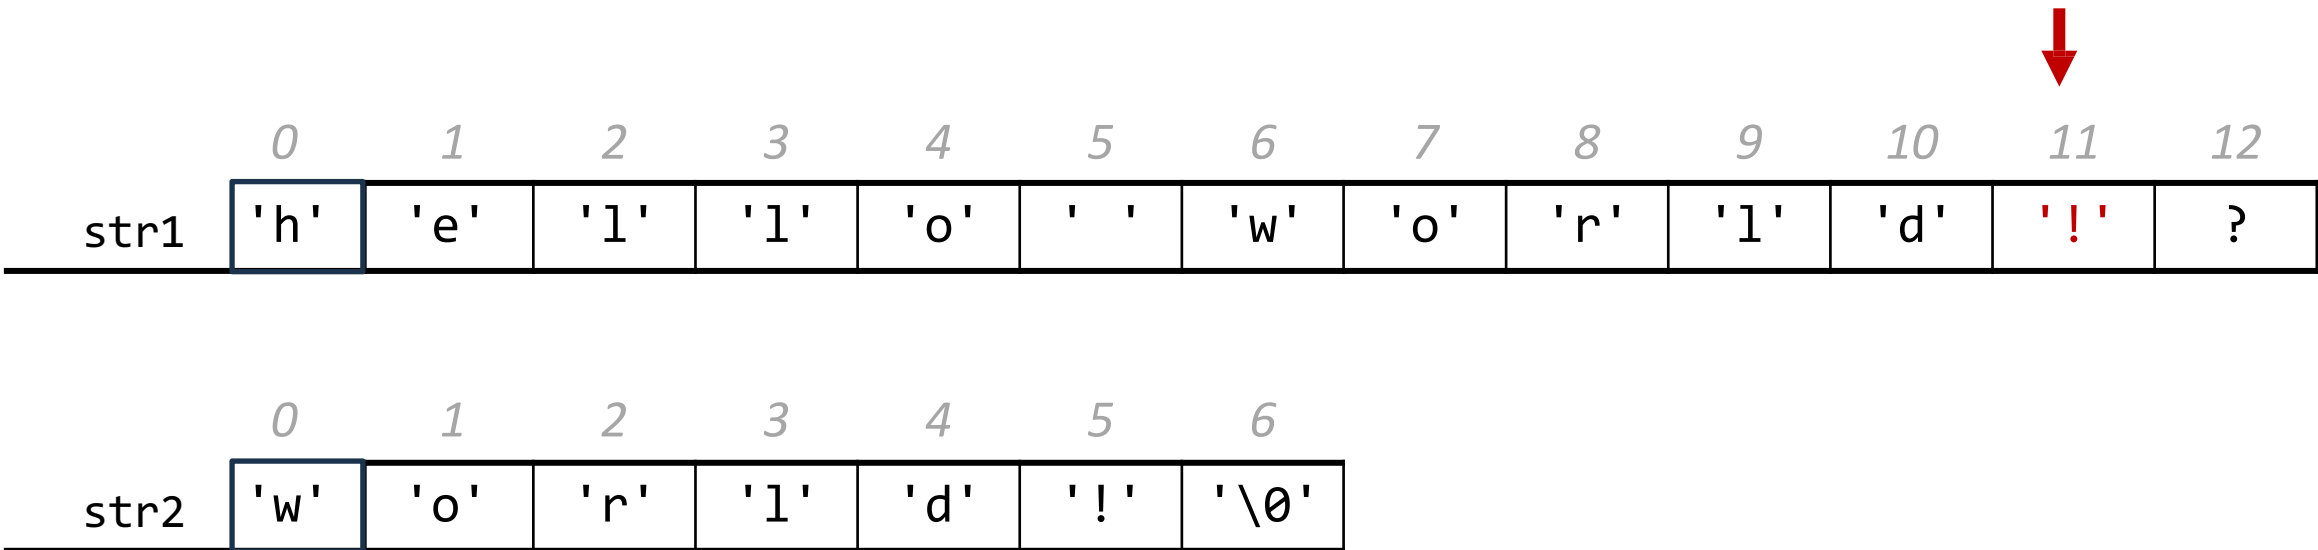 0 1 2 3 4 5 6 7 8 9 10 11 12
str1 'h' 'e' 'l' 'l' 'o' ' ' 'w' 'o' 'r' 'l' 'd' '!' ?
0 1 2 3 4 5 6
str2 'w' 'o' 'r' 'l' 'd' '!' '\0'